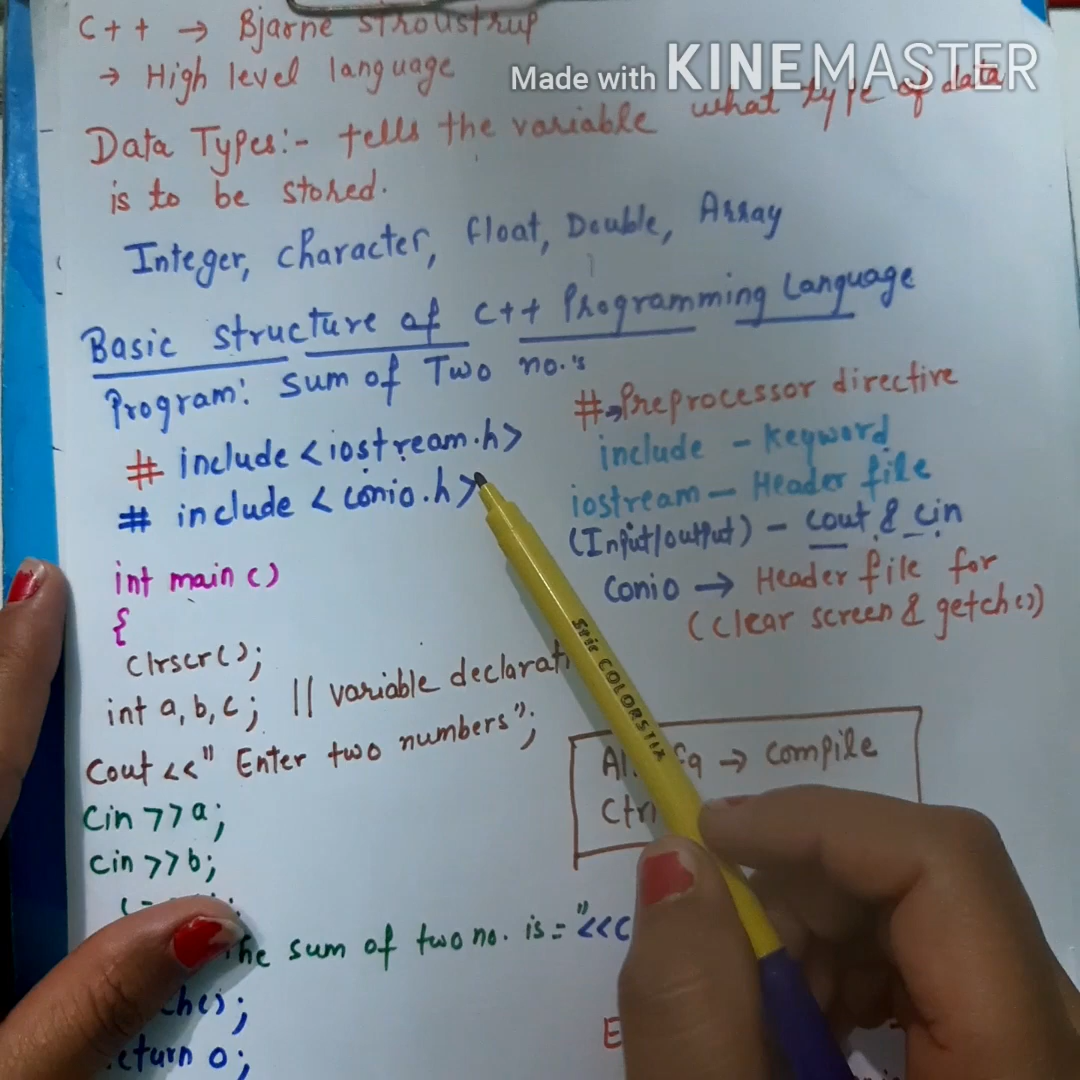 C++ → Bjarne Stroustrup
→ High level language
Made with KINEMASTER
Data Types:- tells the variable what type of data
is to be stored.
Integer, character, float, Double, Array
Basic structure of C++ Programming Language
Program: Sum of Two no.'s
# include <iostream.h>
# include <conio.h>
#→Preprocessor directive
include - keyword
iostream - Header file
(Input/output) - cout & cin
Conio → Header file for
(clear screen & getch())
int main ()
{
Clrscr();
int a, b, c; // variable declarati
Cout <<" Enter two numbers";
Cin >> a;
Cin >> b;
→ compile
The sum of two no. is = "<<C
ch();
return 0;
Stic COLORSTIX